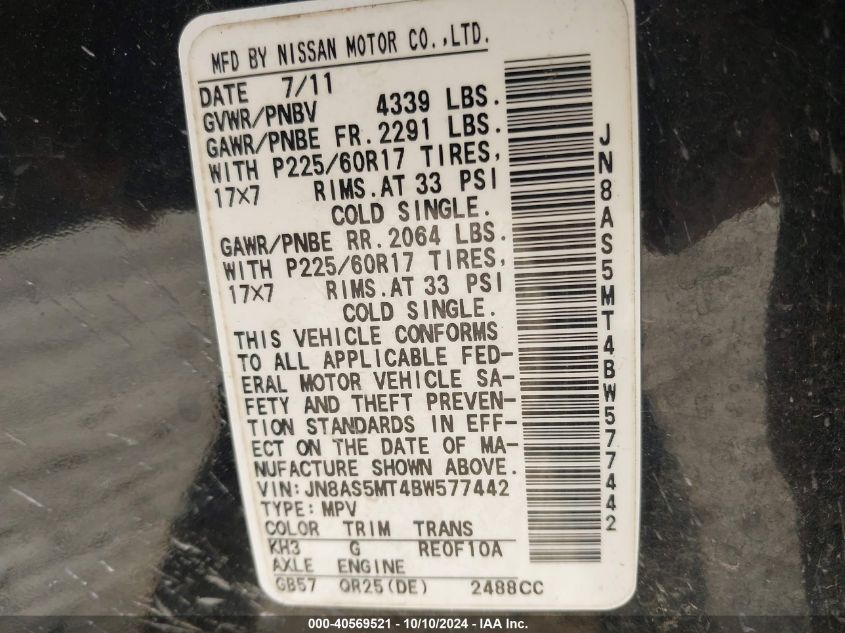 MFD BY NISSAN MOTOR CO.,LTD.
DATE 7/11
GVWR/PNBV 4339 LBS.
GAWR/PNBE FR.2291 LBS.
WITH P225/60R17 TIRES,
17X7 RIMS.AT 33 PSI
COLD SINGLE.
GAWR/PNBE RR.2064 LBS.
WITH P225/60R17 TIRES,
17X7 RIMS.AT 33 PSI
COLD SINGLE.
THIS VEHICLE CONFORMS
TO ALL APPLICABLE FED-
ERAL MOTOR VEHICLE SA-
FETY AND THEFT PREVEN-
TION STANDARDS IN EFF-
ECT ON THE DATE OF MA-
NUFACTURE SHOWN ABOVE.
VIN:JN8AS5MT4BW577442
TYPE:MPV
COLOR TRIM TRANS
KH3 G RE0F10A
AXLE ENGINE
GB57 QR25(DE) 2488CC
JN8AS5MT4BW577442
000-40569521 - 10/10/2024 - IAA Inc.